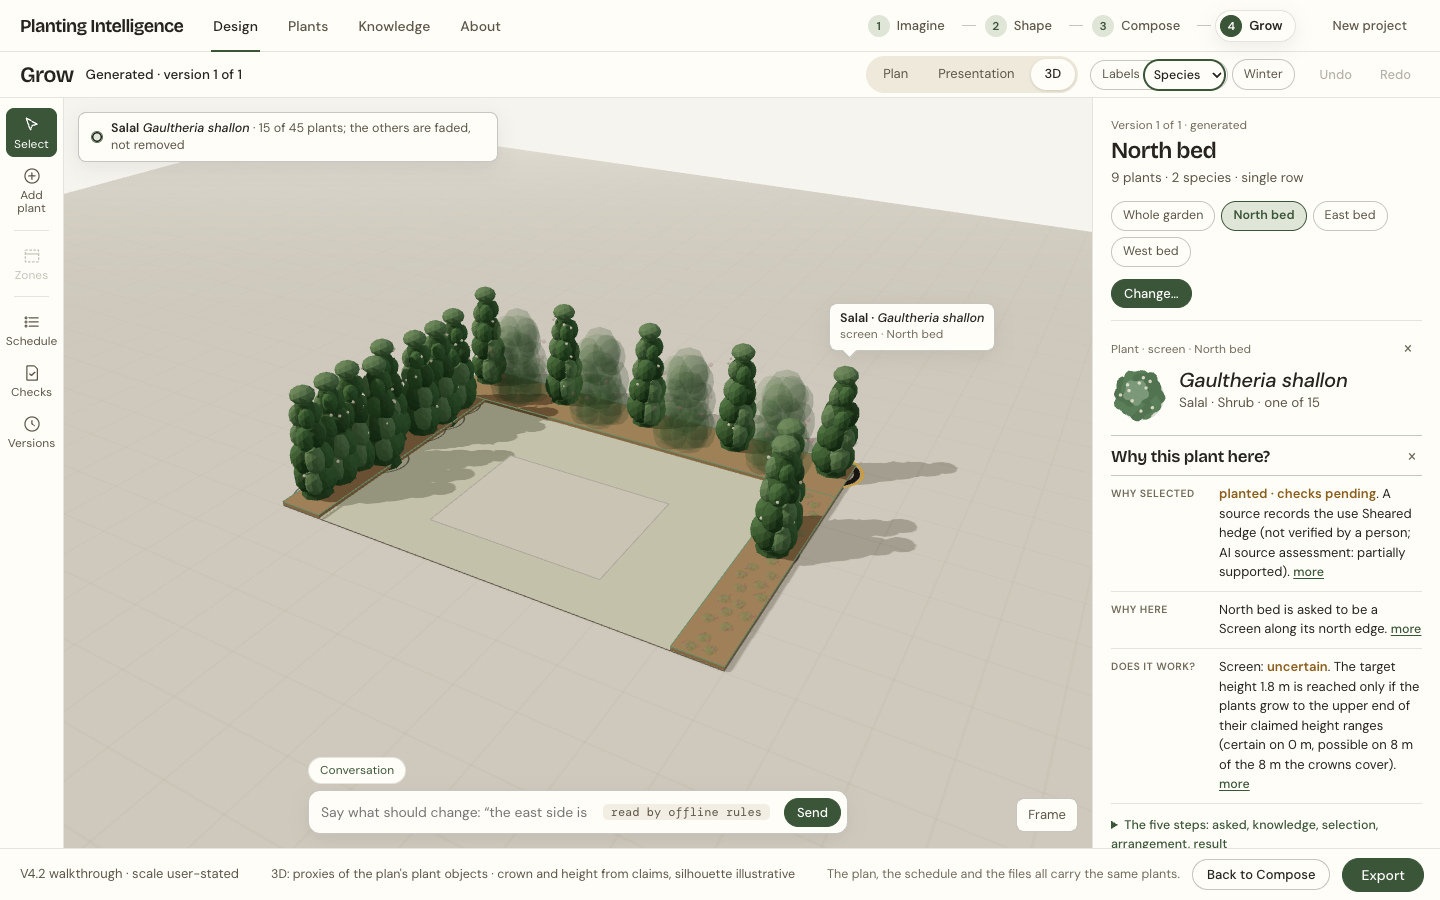 Planting Intelligence Design Plants Knowledge About 1 Imagine 2 Shape 3 Compose 4 Grow New project
Grow Generated · version 1 of 1 Plan Presentation 3D Labels Species Winter Undo Redo
Select
Add
plant
Zones
Schedule
Checks
Versions
Salal Gaultheria shallon · 15 of 45 plants; the others are faded,
not removed
Salal · Gaultheria shallon
screen · North bed
Conversation
Say what should change: “the east side is read by offline rules Send
Frame
Version 1 of 1 · generated
North bed
9 plants · 2 species · single row
Whole garden North bed East bed
West bed
Change…
Plant · screen · North bed ×
Gaultheria shallon
Salal · Shrub · one of 15
Why this plant here? ×
WHY SELECTED planted · checks pending. A
source records the use Sheared
hedge (not verified by a person;
AI source assessment: partially
supported). more
WHY HERE North bed is asked to be a
Screen along its north edge. more
DOES IT WORK? Screen: uncertain. The target
height 1.8 m is reached only if the
plants grow to the upper end of
their claimed height ranges
(certain on 0 m, possible on 8 m
of the 8 m the crowns cover).
more
The five steps: asked, knowledge, selection,
arrangement, result
V4.2 walkthrough · scale user-stated 3D: proxies of the plan's plant objects · crown and height from claims, silhouette illustrative The plan, the schedule and the files all carry the same plants. Back to Compose Export